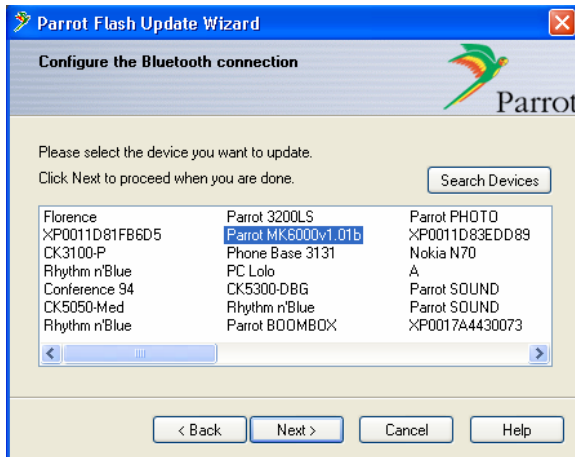 Parrot Flash Update Wizard
Configure the Bluetooth connection
Parrot
Please select the device you want to update.
Click Next to proceed when you are done.
Search Devices
Florence Parrot 3200LS Parrot PHOTO
XP0011D81FB6D5 Parrot MK6000v1.01b XP0011D83EDD89
CK3100-P Phone Base 3131 Nokia N70
Rhythm n'Blue PC Lolo A
Conference 94 CK5300-DBG Parrot SOUND
CK5050-Med Rhythm n'Blue Parrot SOUND
Rhythm n'Blue Parrot BOOMBOX XP0017A4430073
< Back Next > Cancel Help